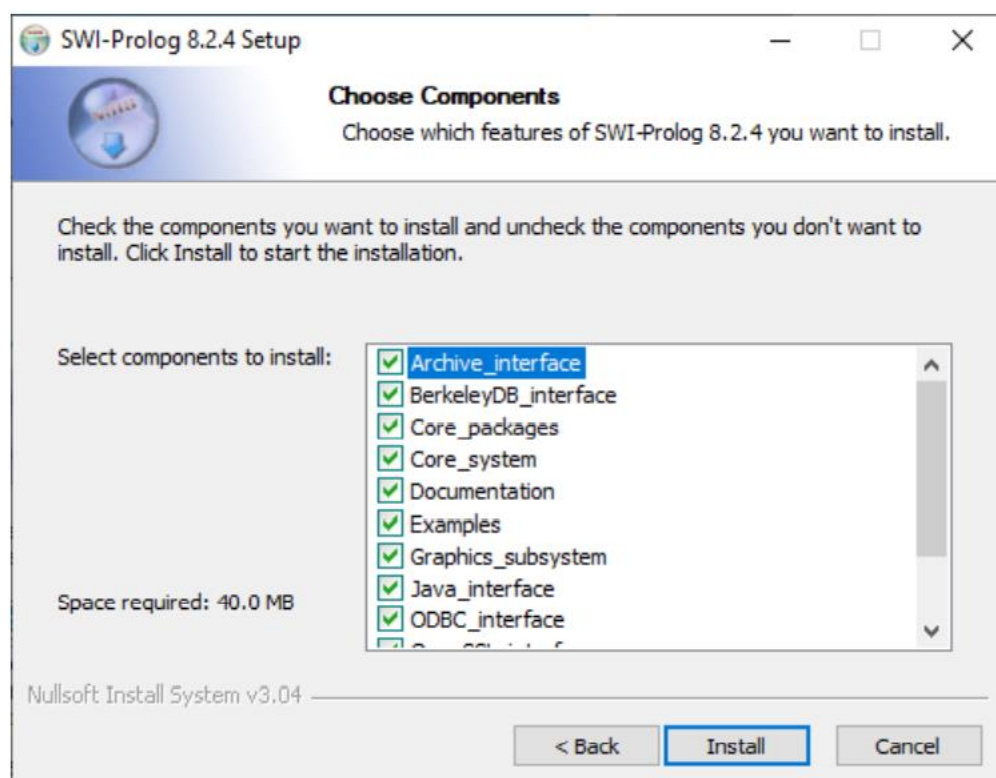 SWI-Prolog 8.2.4 Setup
Choose Components
Choose which features of SWI-Prolog 8.2.4 you want to install.
Check the components you want to install and uncheck the components you don't want to
install. Click Install to start the installation.
Select components to install:
Archive_interface
BerkeleyDB_interface
Core_packages
Core_system
Documentation
Examples
Graphics_subsystem
Java_interface
ODBC_interface
Space required: 40.0 MB
Nullsoft Install System v3.04
< Back
Install
Cancel